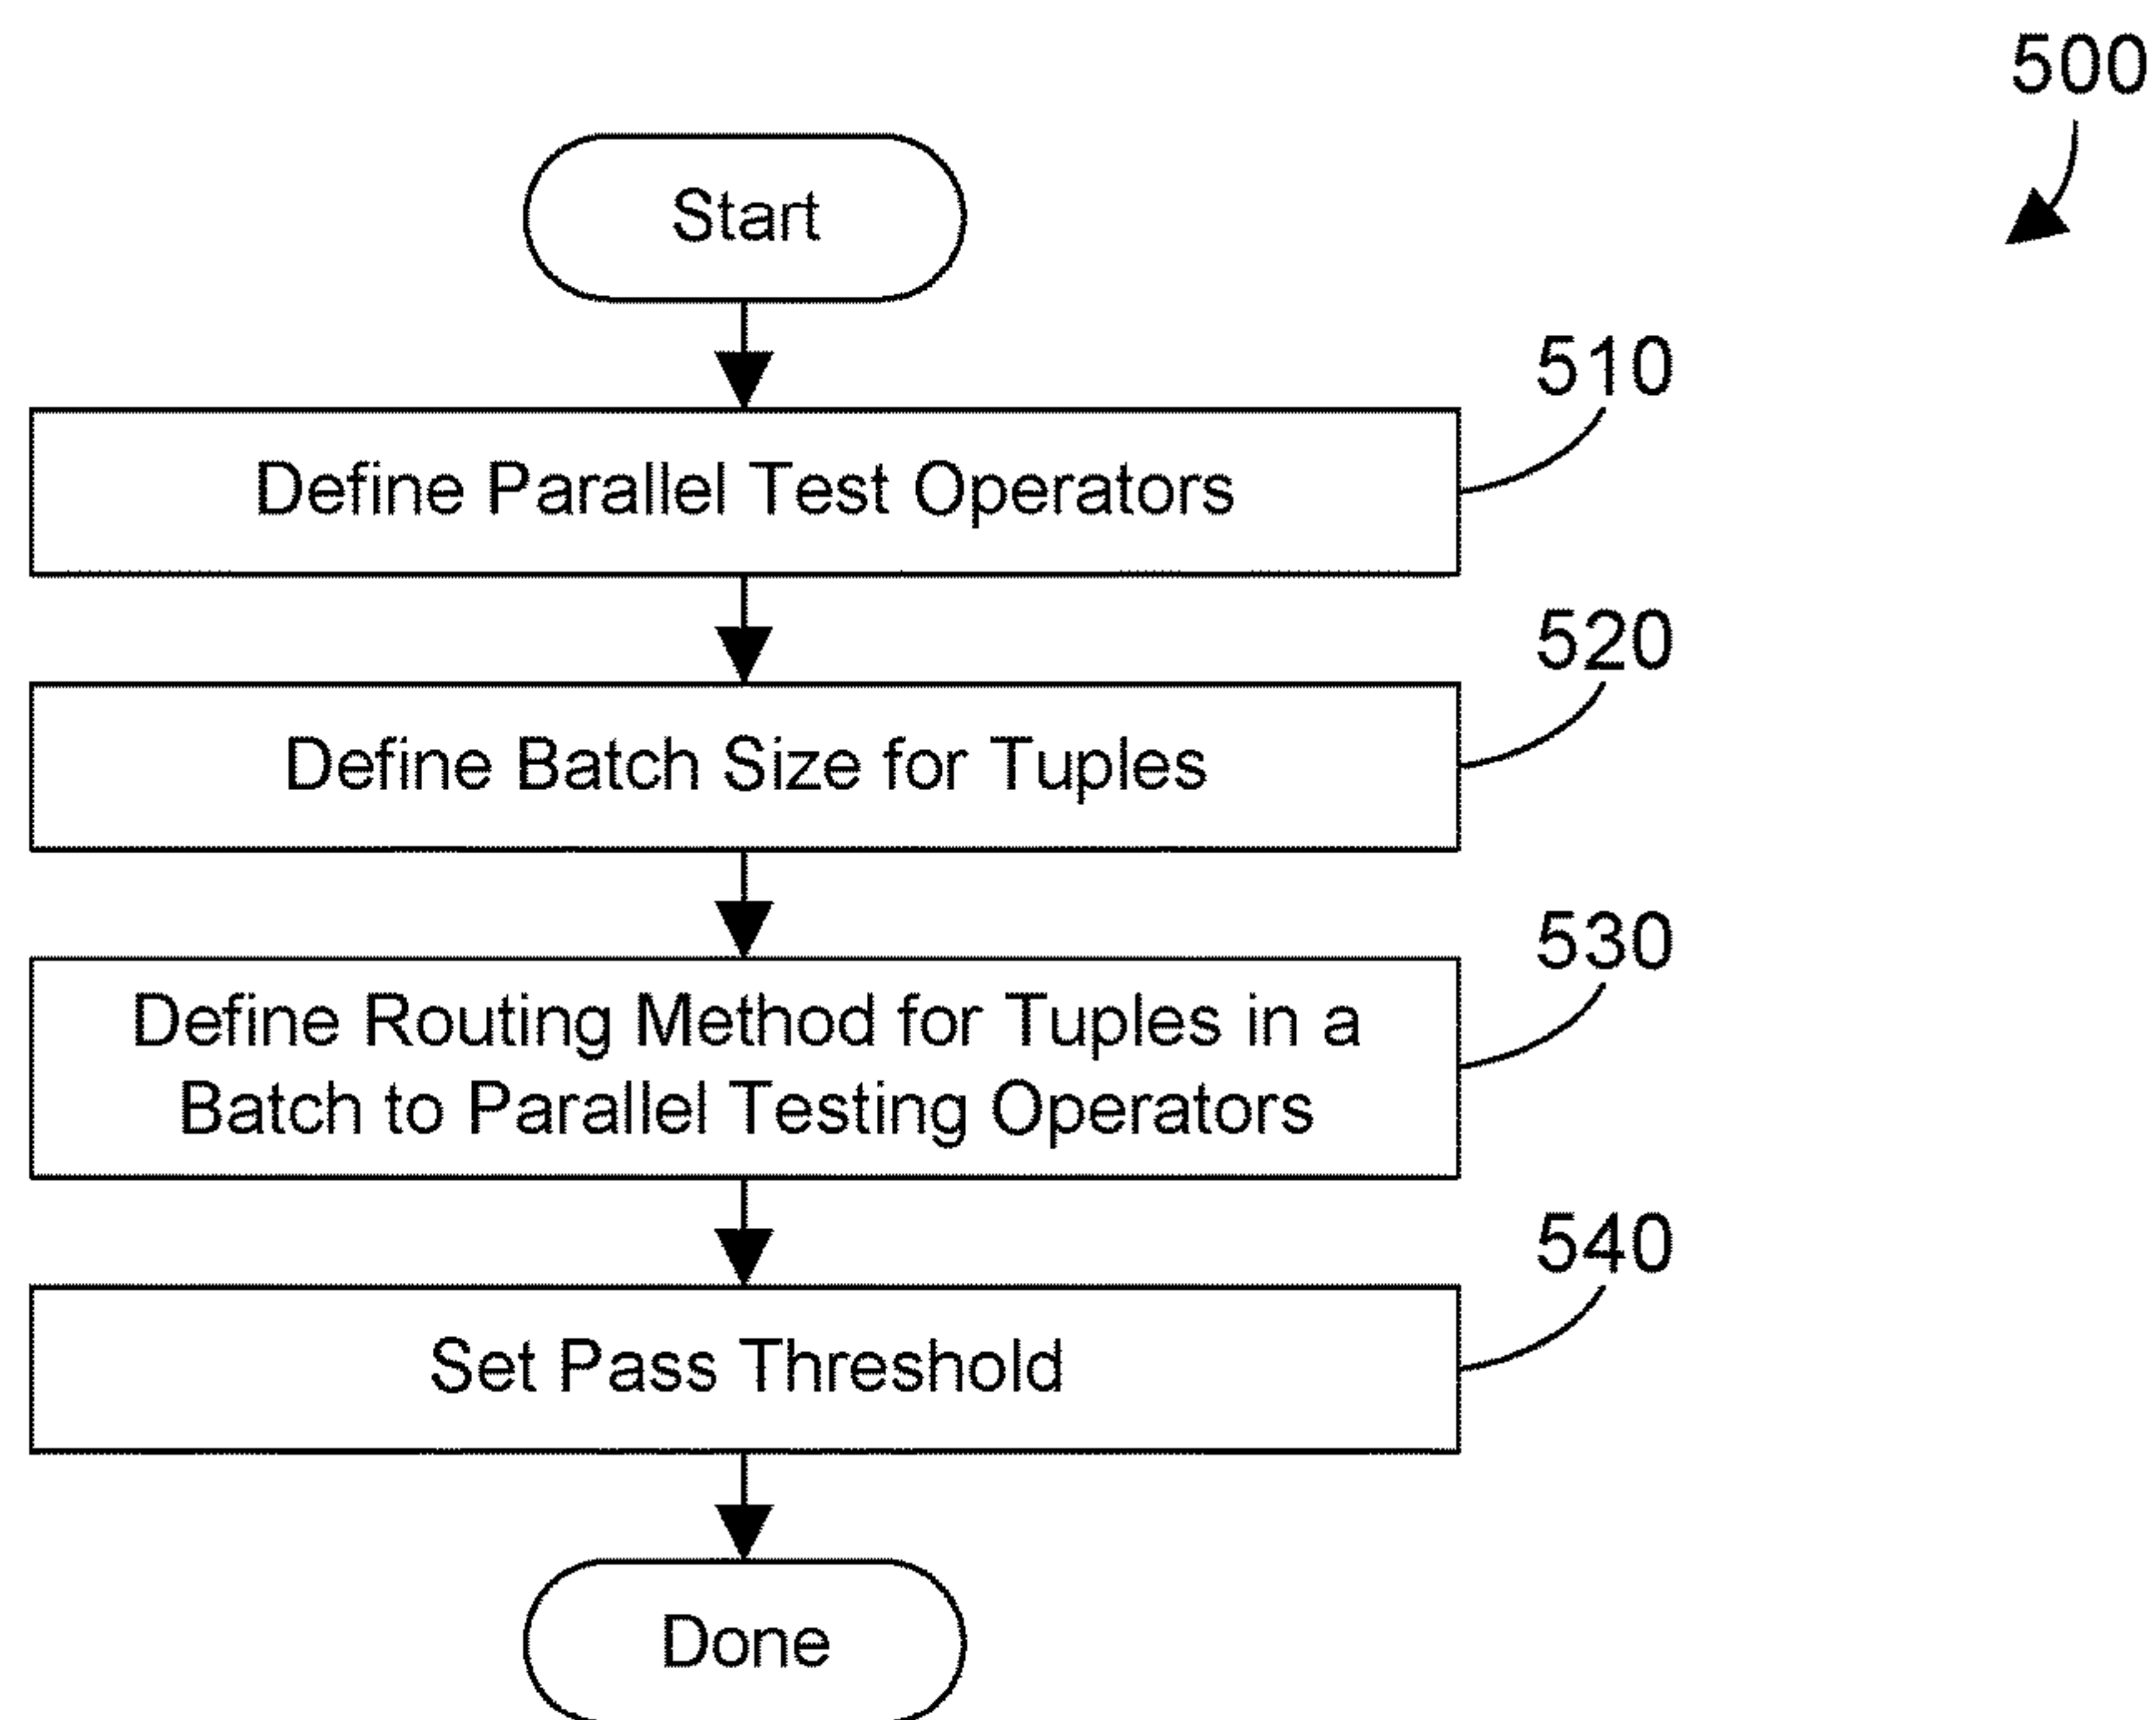 500
Start
510
Define Parallel Test Operators
520
Define Batch Size for Tuples
530
Define Routing Method for Tuples in a
Batch to Parallel Testing Operators
540
Set Pass Threshold
Done